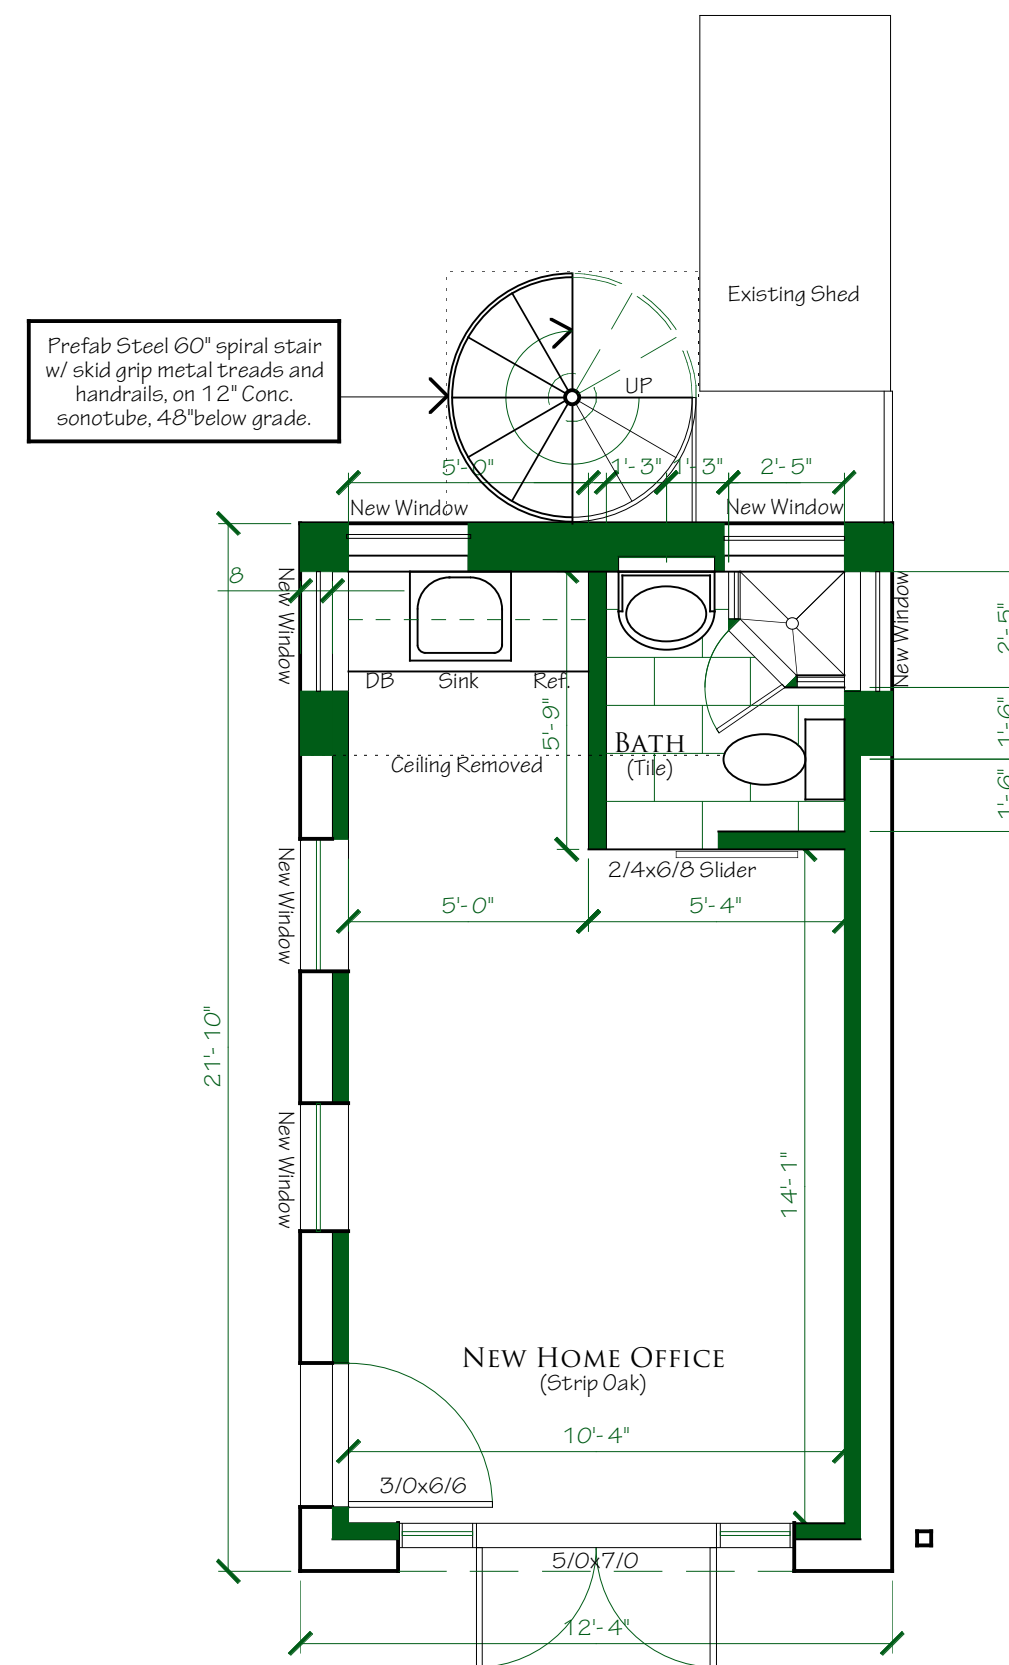 Existing Shed
Prefab Steel 60" spiral stair
w/ skid grip metal treads and
handrails, on 12" Conc.
sonotube, 48"below grade.
UP
5'-0"
1'-3"
1'-3"
2'-5"
New Window
New Window
8
New Window
New Window
2'-5"
DB
Sink
Ref.
5'-9"
1'-6"
BATH
(Tile)
Ceiling Removed
1'-6"
2/4x6/8 Slider
New Window
5'-0"
5'-4"
21'-10"
New Window
14'-1"
NEW HOME OFFICE
(Strip Oak)
10'-4"
3/0x6/6
5/0x7/0
12'-4"